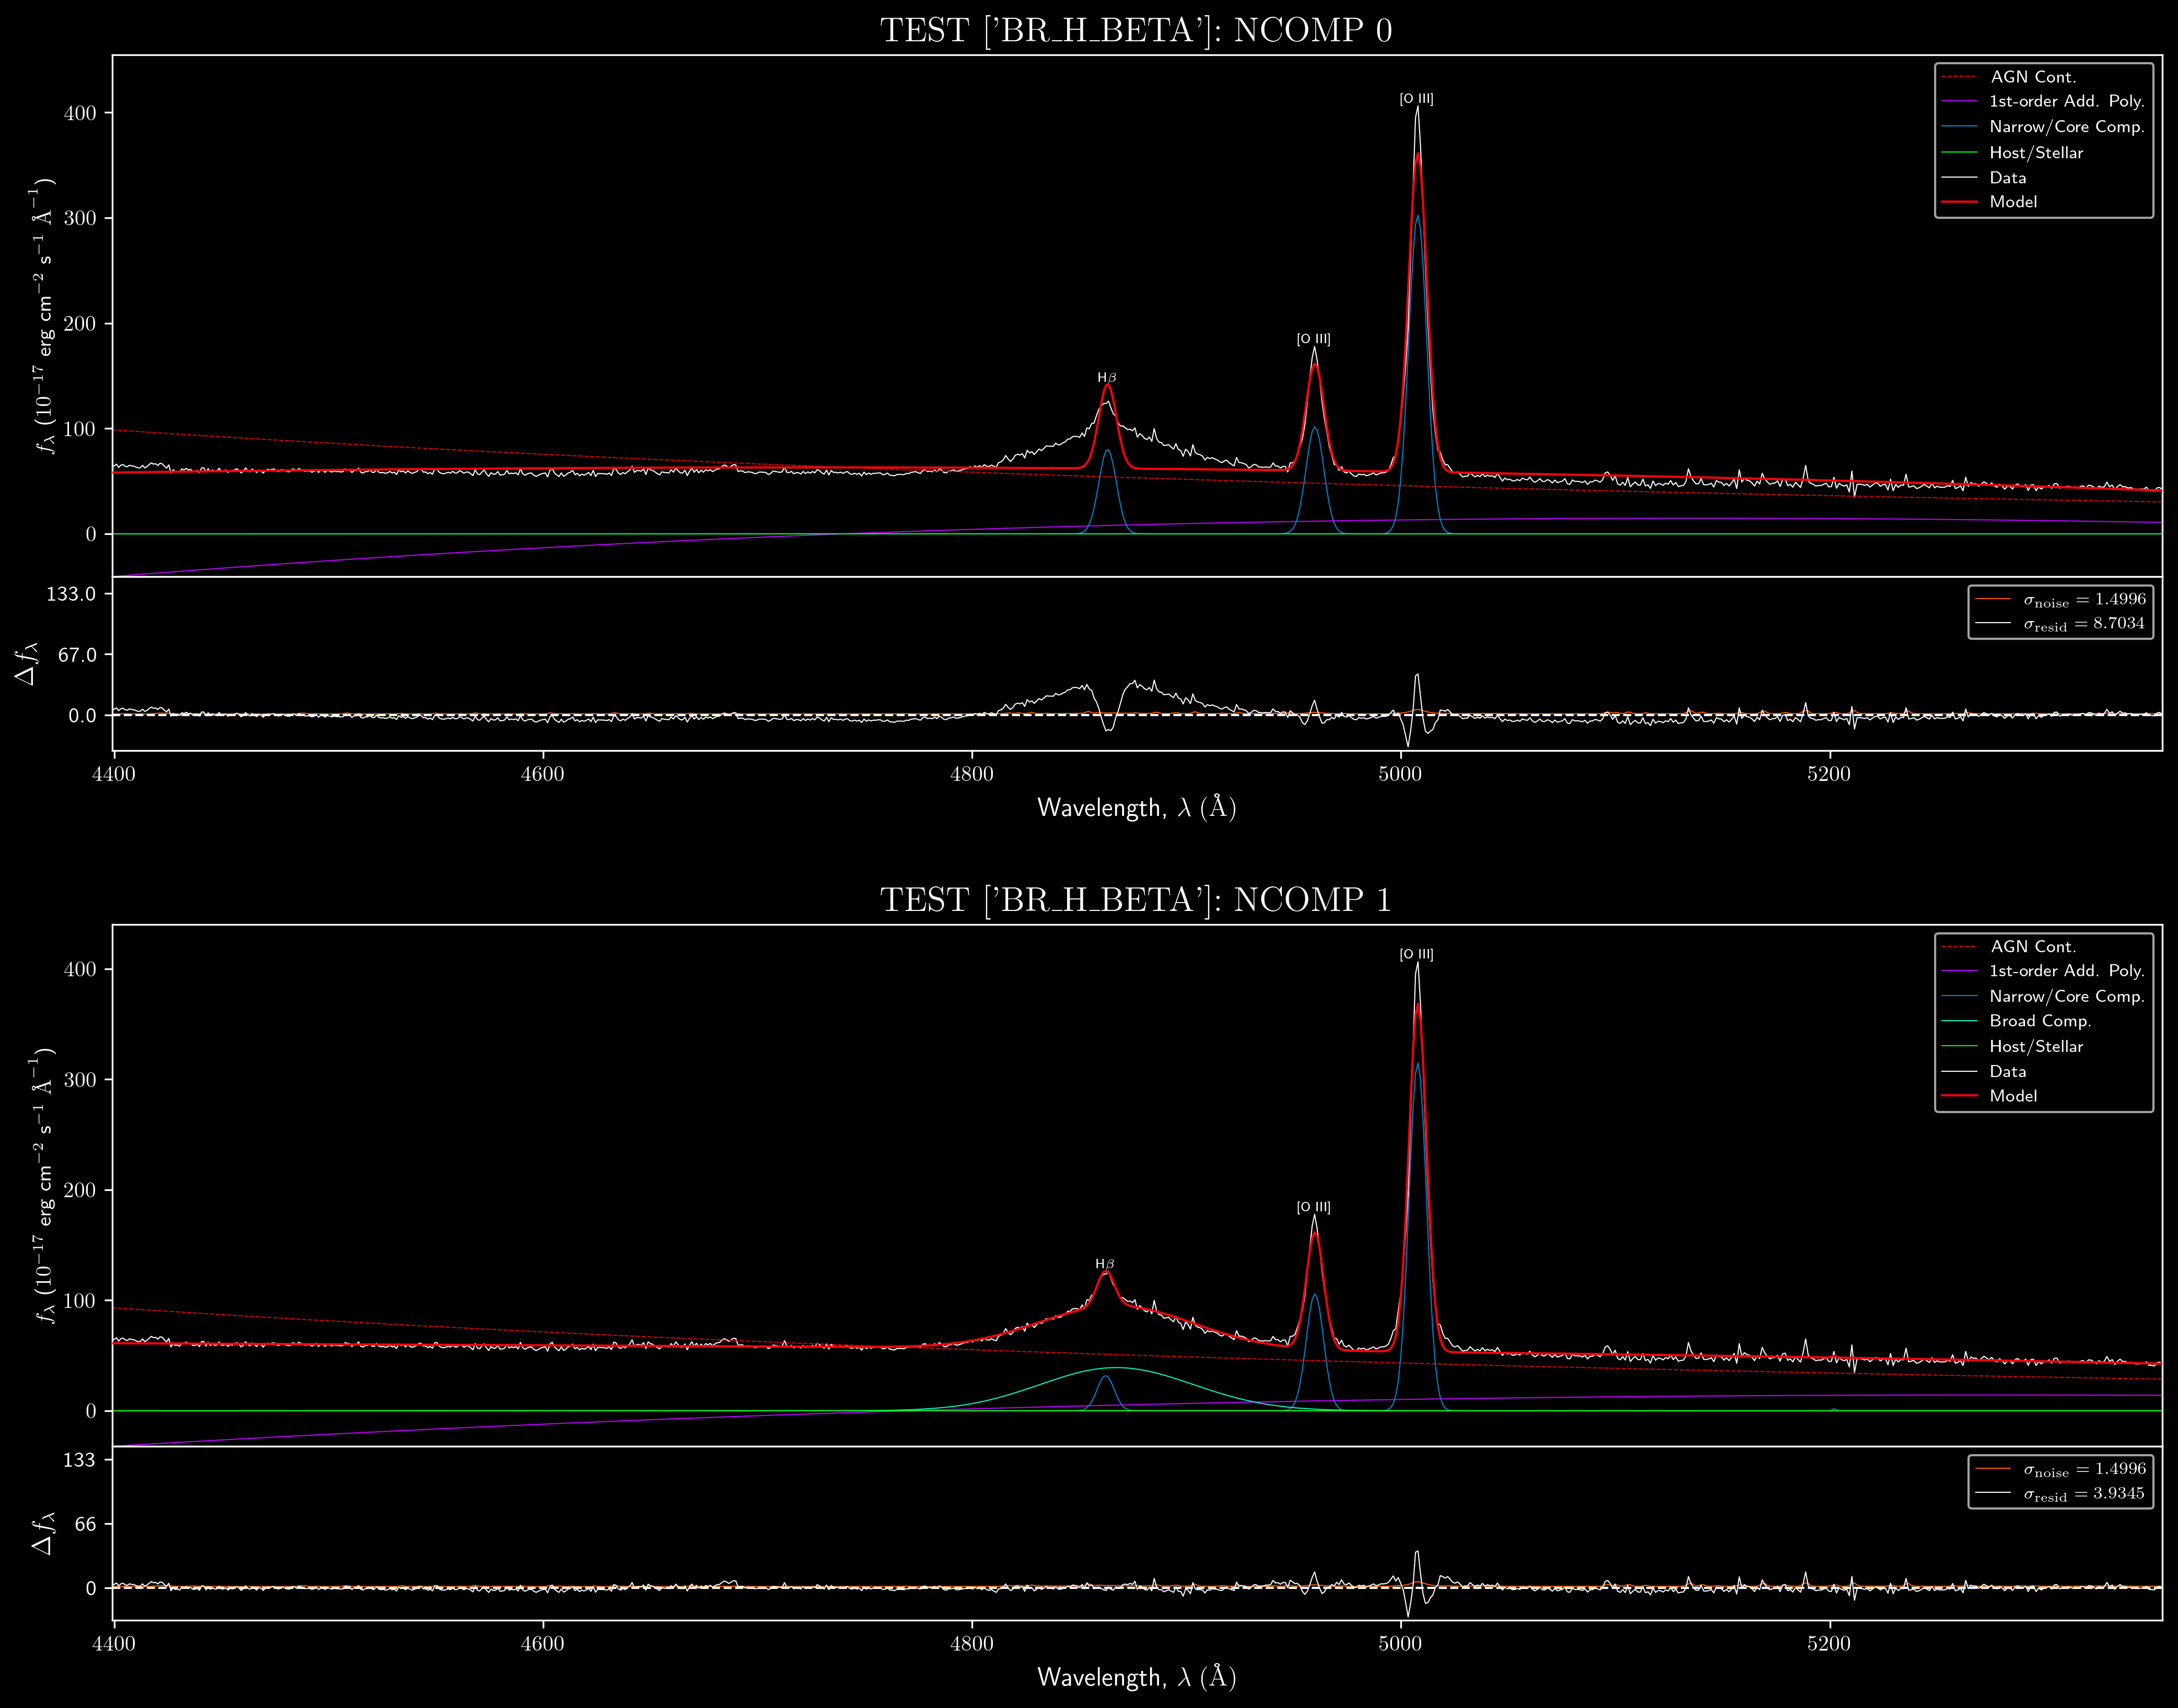 TEST ['BR_H_BETA']: NCOMP 0
AGN Cont.
1st-order Add. Poly.
Narrow/Core Comp.
Host/Stellar
Data
Model
[O III]
[O III]
Hβ
400
300
200
100
0
f_λ (10^−17 erg cm^−2 s^−1 Å^−1)
σ_noise = 1.4996
σ_resid = 8.7034
133.0
67.0
0.0
Δf_λ
4400 4600 4800 5000 5200
Wavelength, λ (Å)
TEST ['BR_H_BETA']: NCOMP 1
AGN Cont.
1st-order Add. Poly.
Narrow/Core Comp.
Broad Comp.
Host/Stellar
Data
Model
[O III]
[O III]
Hβ
400
300
200
100
0
f_λ (10^−17 erg cm^−2 s^−1 Å^−1)
σ_noise = 1.4996
σ_resid = 3.9345
133
66
0
Δf_λ
4400 4600 4800 5000 5200
Wavelength, λ (Å)